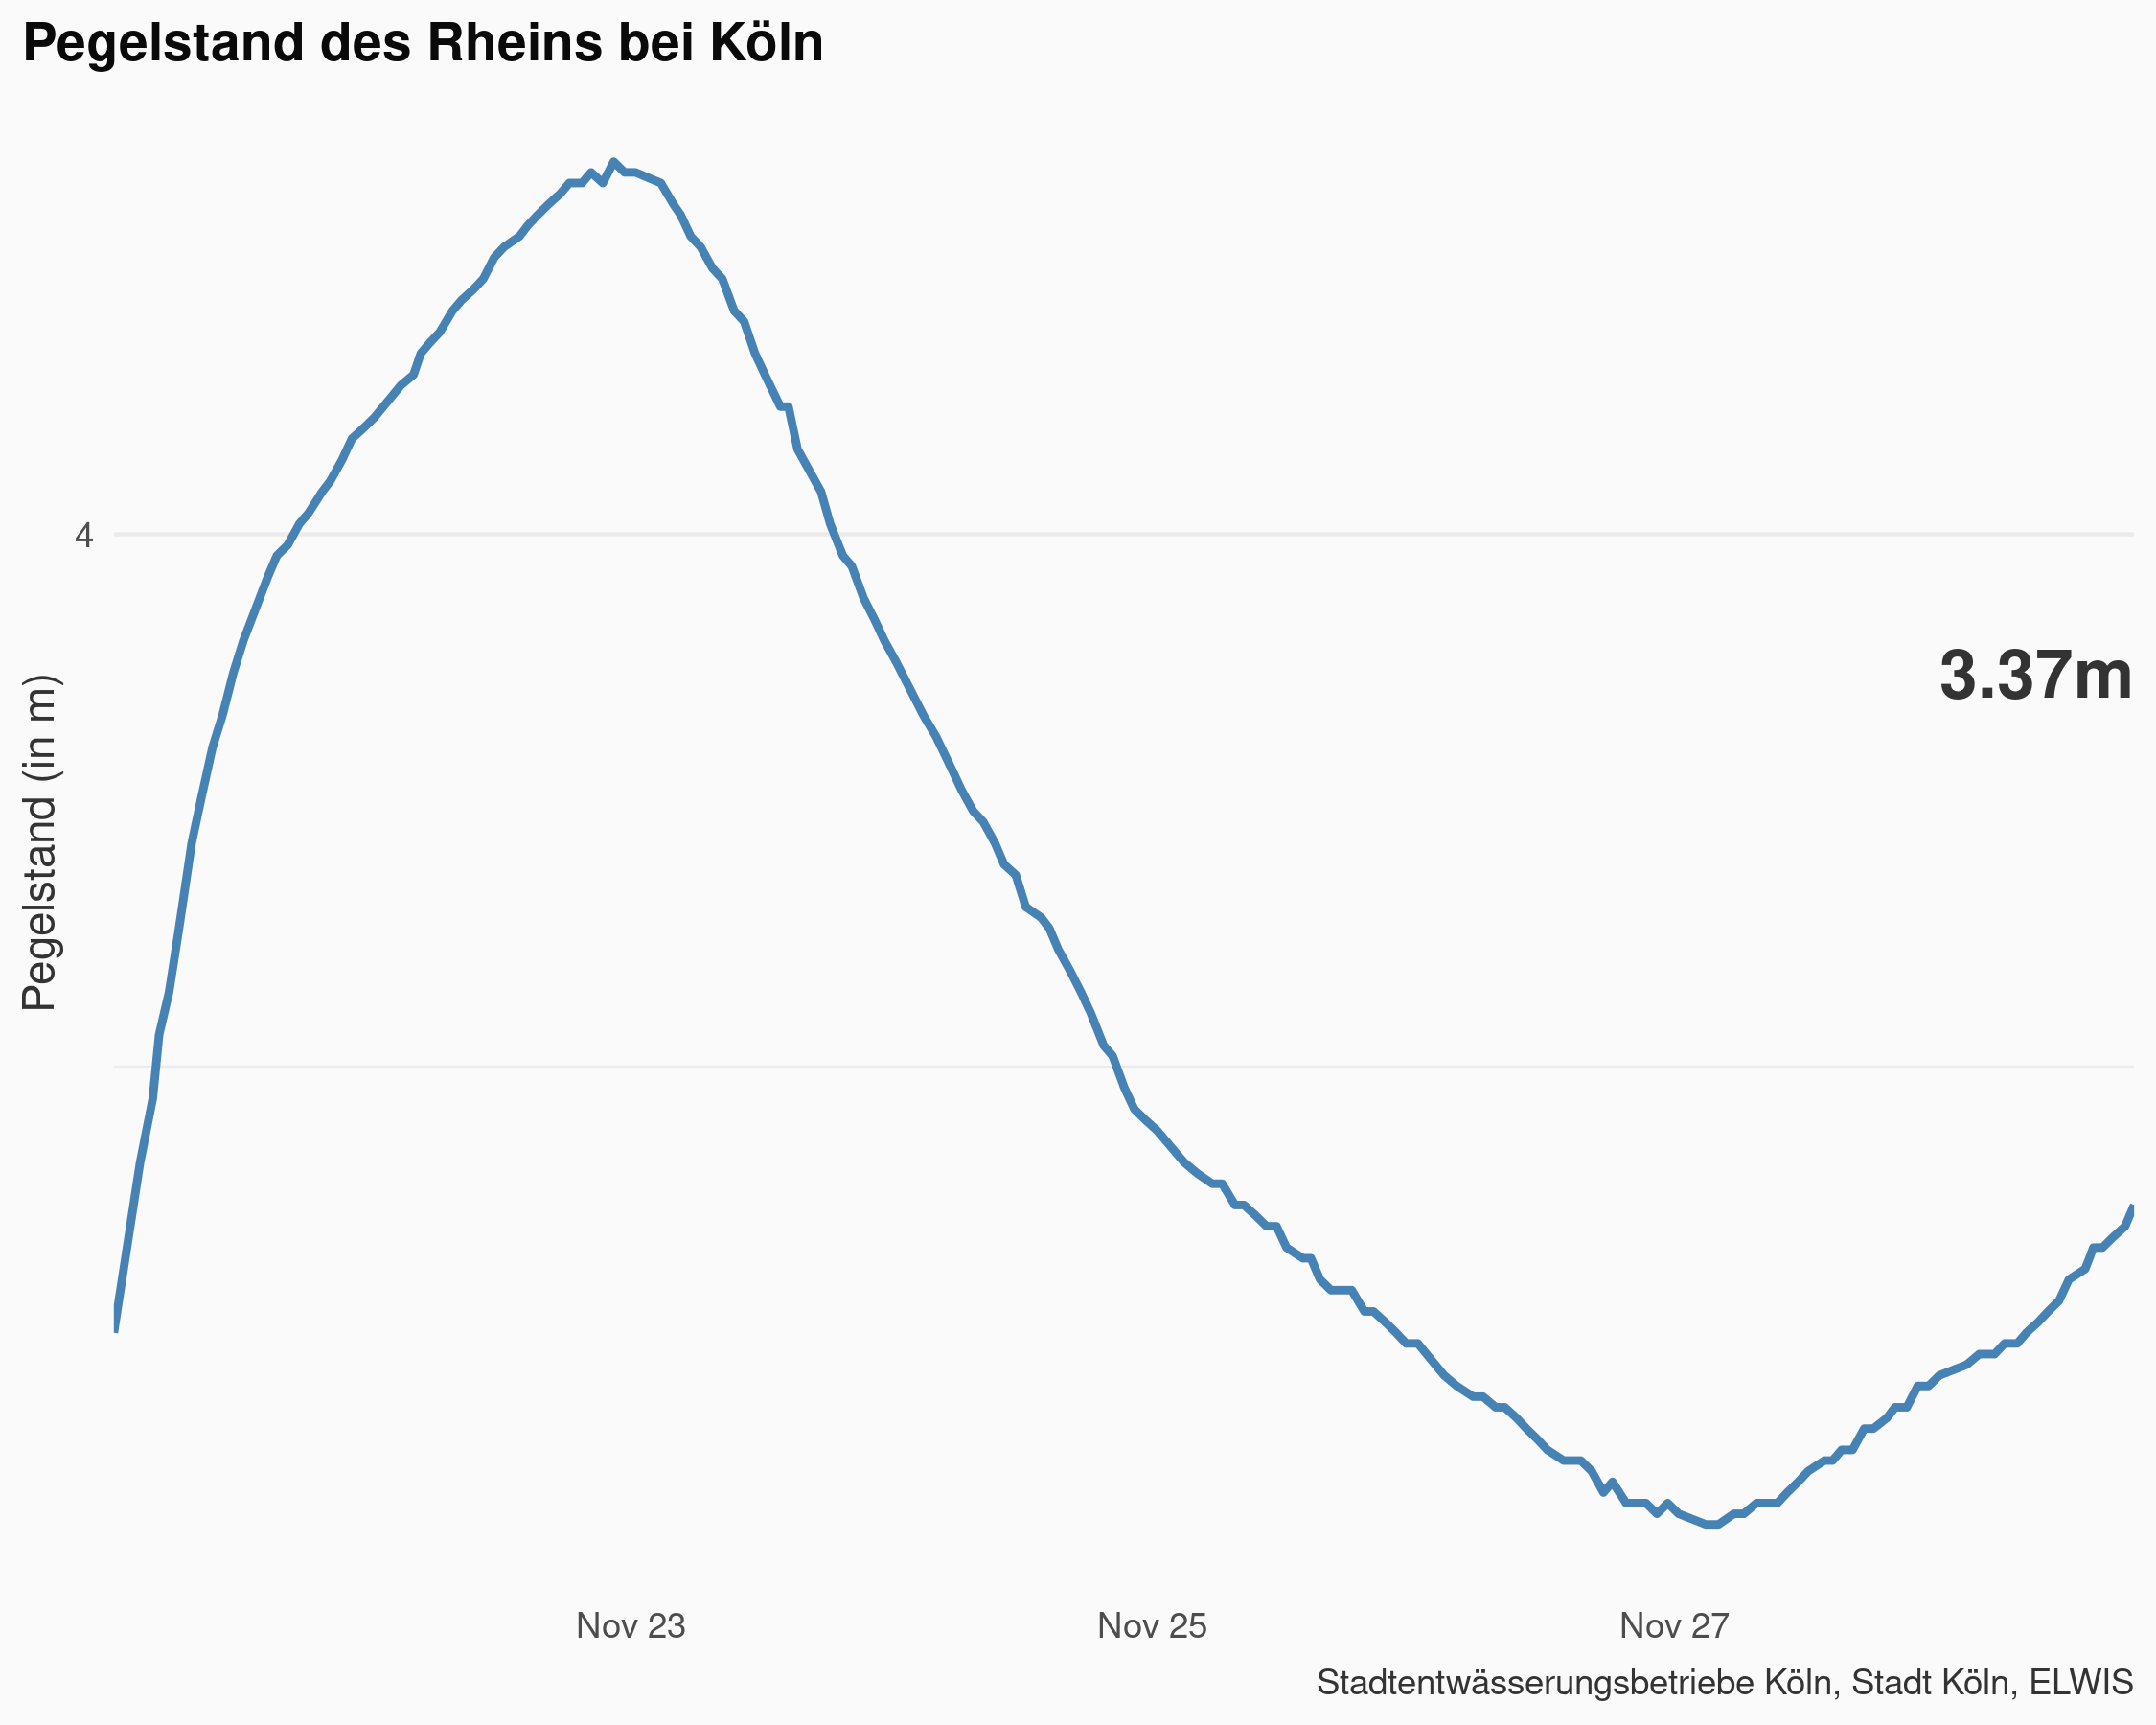 Pegelstand des Rheins bei Köln
Pegelstand (in m)
4
3.37m
Nov 23
Nov 25
Nov 27
Stadtentwässerungsbetriebe Köln, Stadt Köln, ELWIS